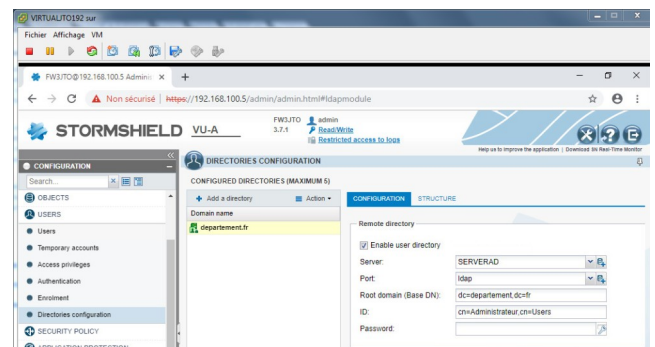 VIRTUALITO192 sur
Fichier Affichage VM
FW3JTO@192.168.100.5 Adminis
Non sécurisé https://192.168.100.5/admin/admin.html#ldapmodule
STORMSHIELD VU-A
FW3JTO
3.7.1
admin
Read/Write
Restricted access to logs
Help us to improve the application | Download SN Real-Time Monitor
CONFIGURATION
Search...
OBJECTS
USERS
Users
Temporary accounts
Access privileges
Authentication
Enrolment
Directories configuration
SECURITY POLICY
APPLICATION PROTECTION
DIRECTORIES CONFIGURATION
CONFIGURED DIRECTORIES (MAXIMUM 5)
Add a directory Action
Domain name
departement.fr
CONFIGURATION STRUCTURE
Remote directory
Enable user directory
Server: SERVERAD
Port: ldap
Root domain (Base DN): dc=departement,dc=fr
ID: cn=Administrateur,cn=Users
Password: